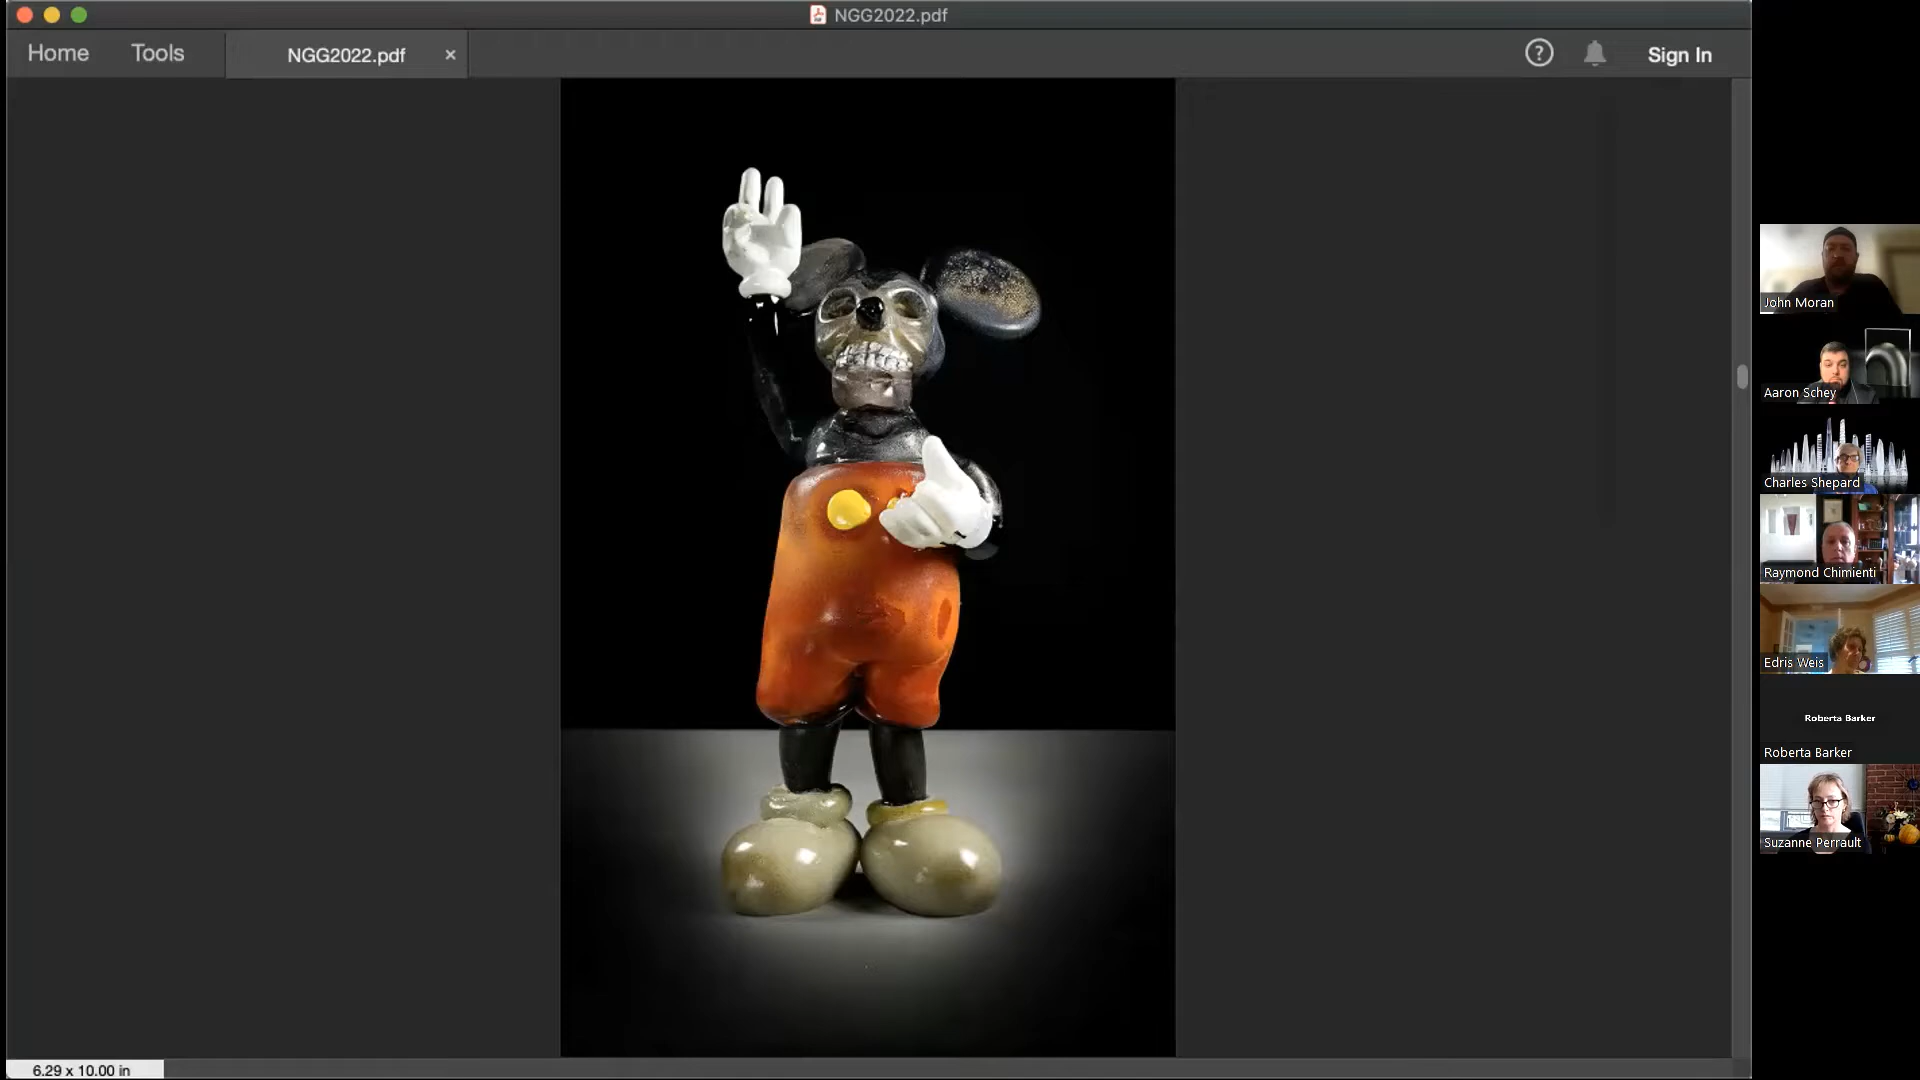 NGG2022.pdf
Home
Tools
NGG2022.pdf
×
?
Sign In
John Moran
Aaron Schey
Charles Shepard
Raymond Chimienti
Edris Weis
Roberta Barker
Roberta Barker
Suzanne Perrault
6.29 x 10.00 in